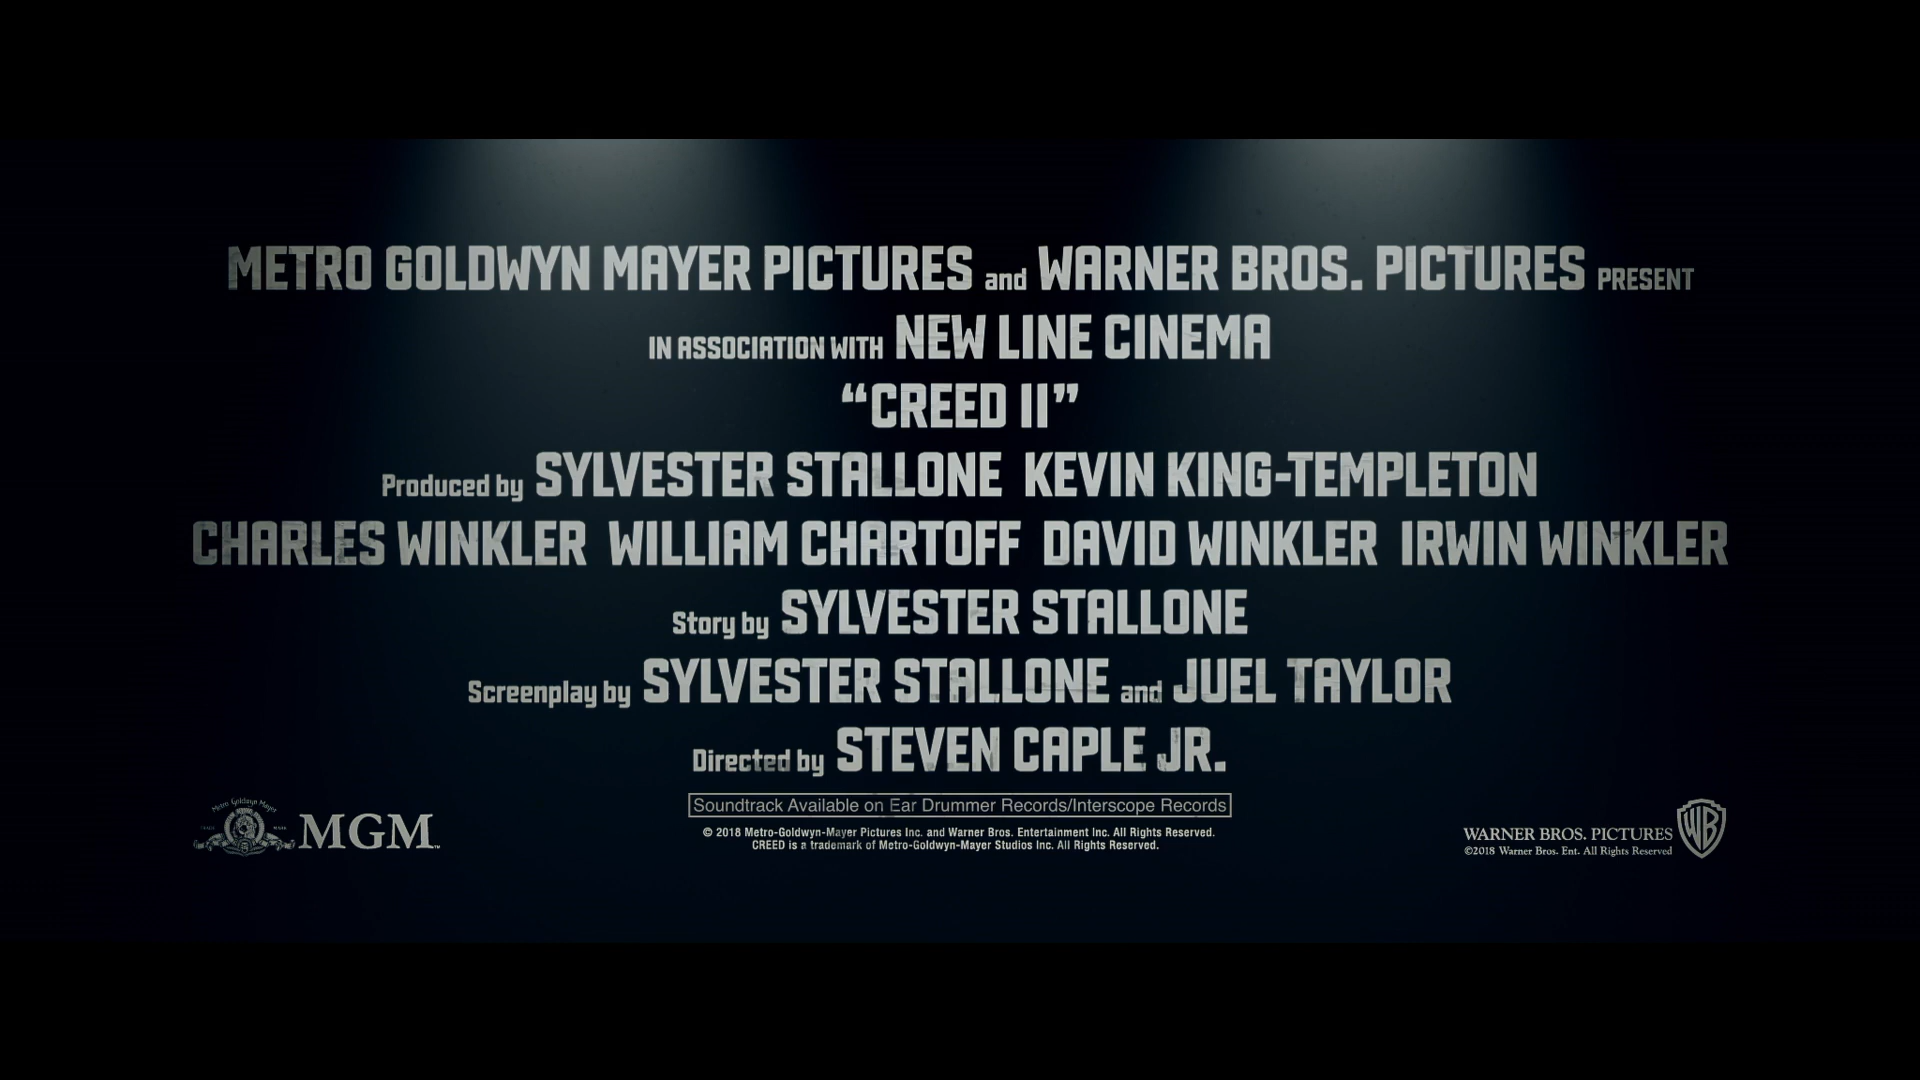 METRO GOLDWYN MAYER PICTURES and WARNER BROS. PICTURES PRESENT
IN ASSOCIATION WITH NEW LINE CINEMA
“CREED II”
Produced by SYLVESTER STALLONE KEVIN KING-TEMPLETON
CHARLES WINKLER WILLIAM CHARTOFF DAVID WINKLER IRWIN WINKLER
Story by SYLVESTER STALLONE
Screenplay by SYLVESTER STALLONE and JUEL TAYLOR
Directed by STEVEN CAPLE JR.
Soundtrack Available on Ear Drummer Records/Interscope Records
© 2018 Metro-Goldwyn-Mayer Pictures Inc. and Warner Bros. Entertainment Inc. All Rights Reserved.
CREED is a trademark of Metro-Goldwyn-Mayer Studios Inc. All Rights Reserved.
Metro Goldwyn Mayer
MGM™
WARNER BROS. PICTURES
©2018 Warner Bros. Ent. All Rights Reserved
WB